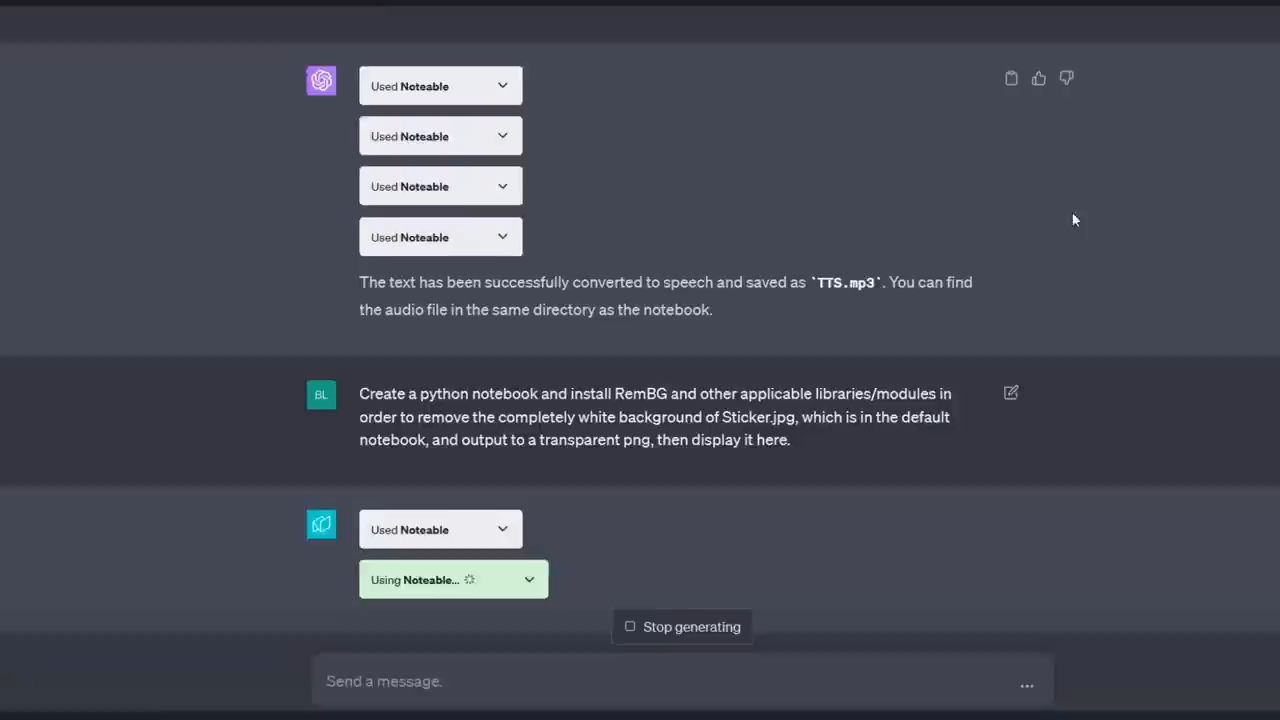 Used Noteable
Used Noteable
Used Noteable
Used Noteable
The text has been successfully converted to speech and saved as `TTS.mp3`. You can find
the audio file in the same directory as the notebook.
BL
Create a python notebook and install RemBG and other applicable libraries/modules in
order to remove the completely white background of Sticker.jpg, which is in the default
notebook, and output to a transparent png, then display it here.
Used Noteable
Using Noteable...
Stop generating
Send a message.
...